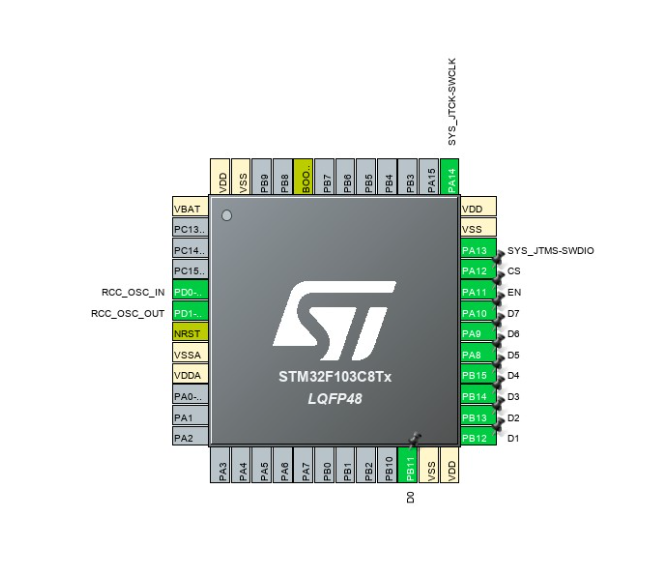 SYS_JTCK-SWCLK
VDD
VSS
PB9
PB8
BOO..
PB7
PB6
PB5
PB4
PB3
PA15
PA14
VBAT
PC13..
PC14..
PC15..
RCC_OSC_IN PD0-..
RCC_OSC_OUT PD1-..
NRST
VSSA
VDDA
PA0-..
PA1
PA2
ST
STM32F103C8Tx
LQFP48
VDD
VSS
PA13 SYS_JTMS-SWDIO
PA12 CS
PA11 EN
PA10 D7
PA9 D6
PA8 D5
PB15 D4
PB14 D3
PB13 D2
PB12 D1
PA3
PA4
PA5
PA6
PA7
PB0
PB1
PB2
PB10
PB11
VSS
VDD
D0